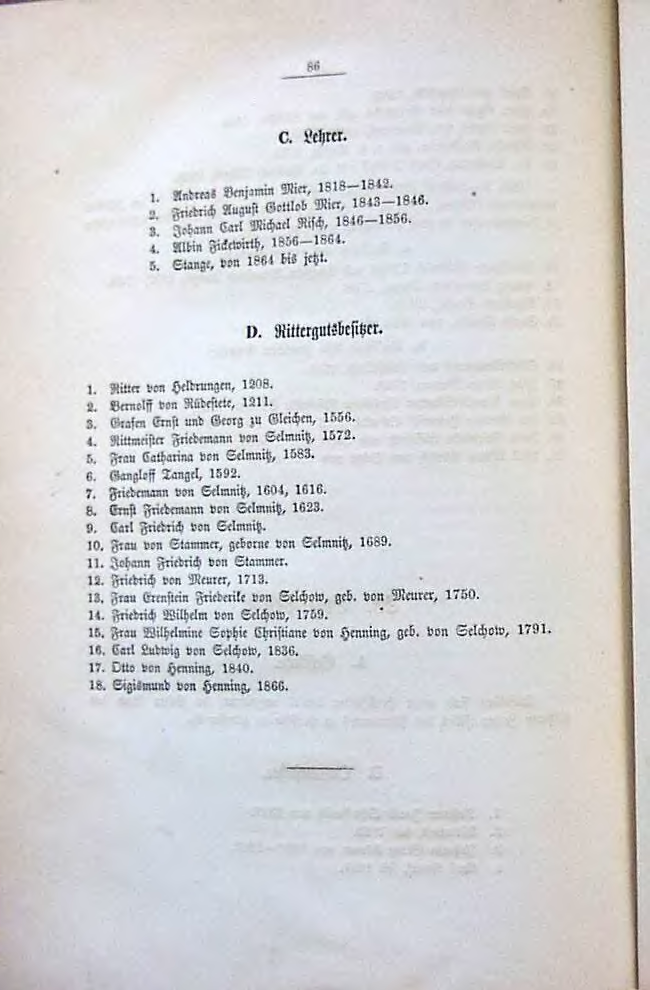 86
C. Lehrer.
1. Andreas Benjamin Mier, 1818—1842.
2. Friedrich August Gottlob Mier, 1843—1846.
3. Johann Carl Michael Risch, 1846—1856.
4. Albin Fickewirth, 1856—1864.
5. Stange, von 1864 bis jetzt.
D. Rittergutsbesitzer.
1. Ritter von Heldrungen, 1208.
2. Bernolff von Rüdestete, 1211.
3. Grafen Ernst und Georg zu Gleichen, 1556.
4. Rittmeister Friedemann von Selmnitz, 1572.
5. Frau Catharina von Selmnitz, 1583.
6. Gangloff Tangel, 1592.
7. Friedemann von Selmnitz, 1604, 1616.
8. Ernst Friedemann von Selmnitz, 1623.
9. Carl Friedrich von Selmnitz.
10. Frau von Stammer, geborne von Selmnitz, 1689.
11. Johann Friedrich von Stammer.
12. Friedrich von Meurer, 1713.
13. Frau Erenstein Friederike von Selchow, geb. von Meurer, 1750.
14. Friedrich Wilhelm von Selchow, 1759.
15. Frau Wilhelmine Sophie Christiane von Henning, geb. von Selchow, 1791.
16. Carl Ludwig von Selchow, 1836.
17. Otto von Henning, 1840.
18. Sigismund von Henning, 1866.